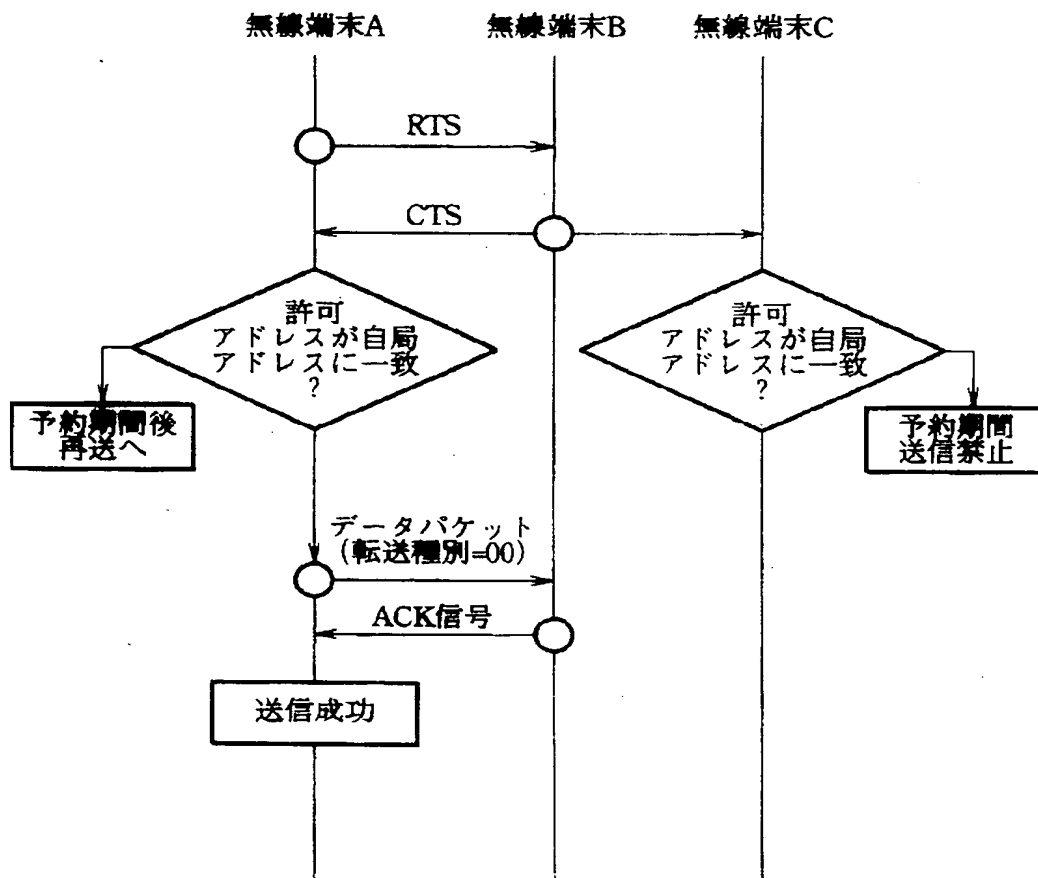 無線端末A 無線端末B 無線端末C
RTS
CTS
許可
アドレスが自局
アドレスに一致
?
許可
アドレスが自局
アドレスに一致
?
予約期間後
再送へ
予約期間
送信禁止
データパケット
(転送種別=00)
ACK信号
送信成功